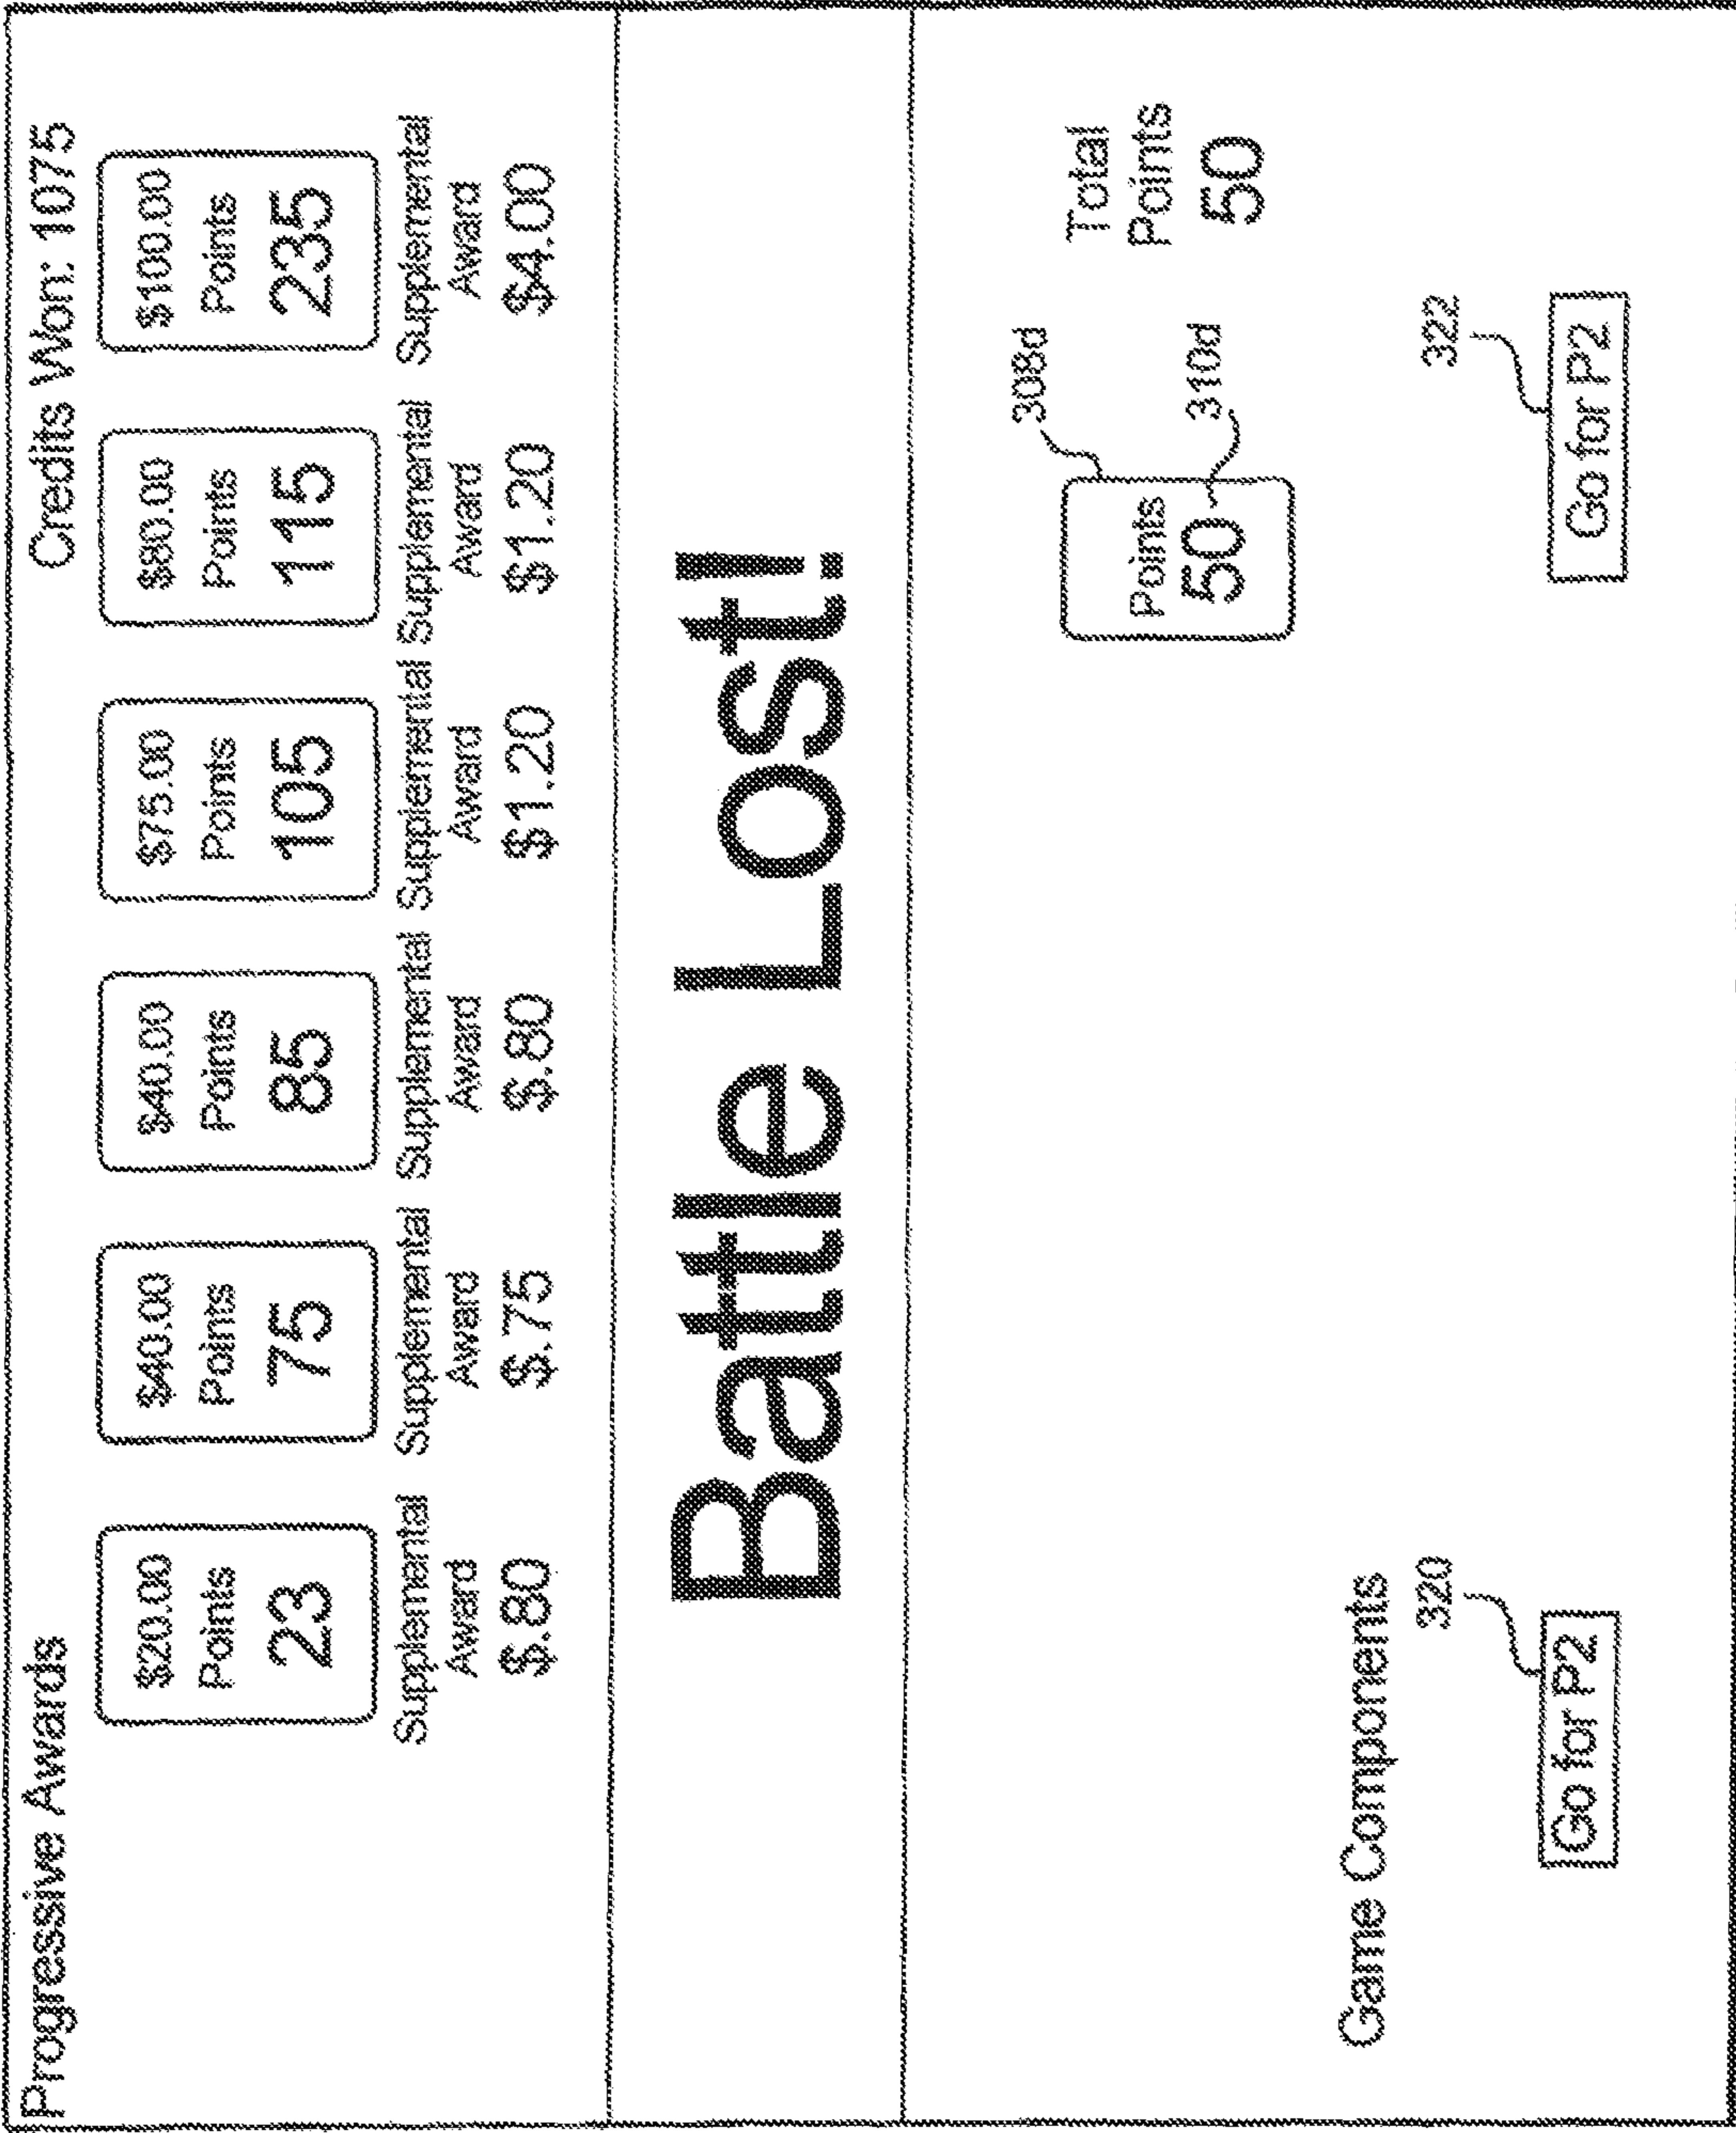 Progressive Awards
Credits Won: 1075
$20.00
Points
23
Supplemental
Award
$.80
$40.00
Points
75
Supplemental
Award
$.75
$40.00
Points
85
Supplemental
Award
$.80
$75.00
Points
105
Supplemental
Award
$1.20
$80.00
Points
115
Supplemental
Award
$1.20
$100.00
Points
235
Supplemental
Award
$4.00
Battle Lost!
308d
Points
50
310d
Total
Points
50
Game Components
320
Go for P2
322
Go for P2